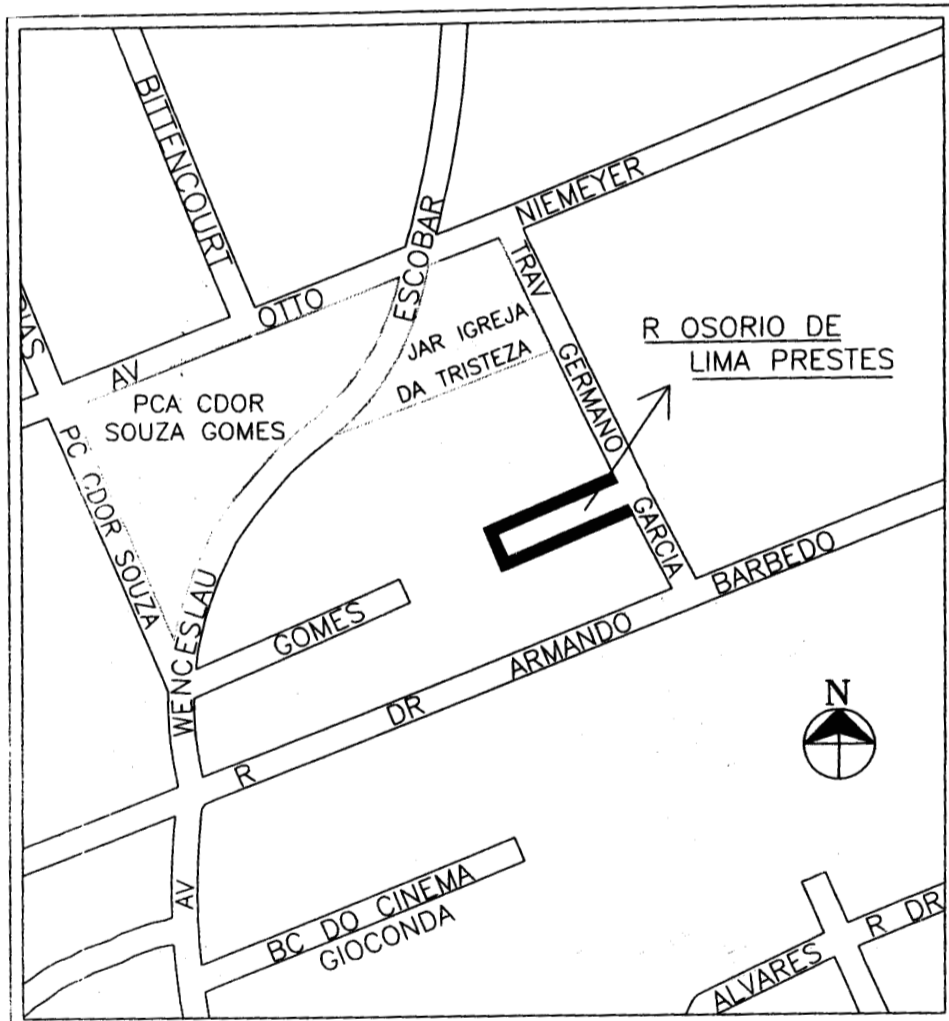 BITTENCOURT
NIEMEYER
ESCOBAR
OTTO
TRAV
JAR IGREJA
DA TRISTEZA
R OSORIO DE
LIMA PRESTES
AV
PCA CDOR
SOUZA GOMES
GERMANO
PC CDOR SOUZA
GARCIA
BARBEDO
WENCESLAU
GOMES
ARMANDO
DR
R
N
AV
BC DO CINEMA
GIOCONDA
R DR
ALVARES